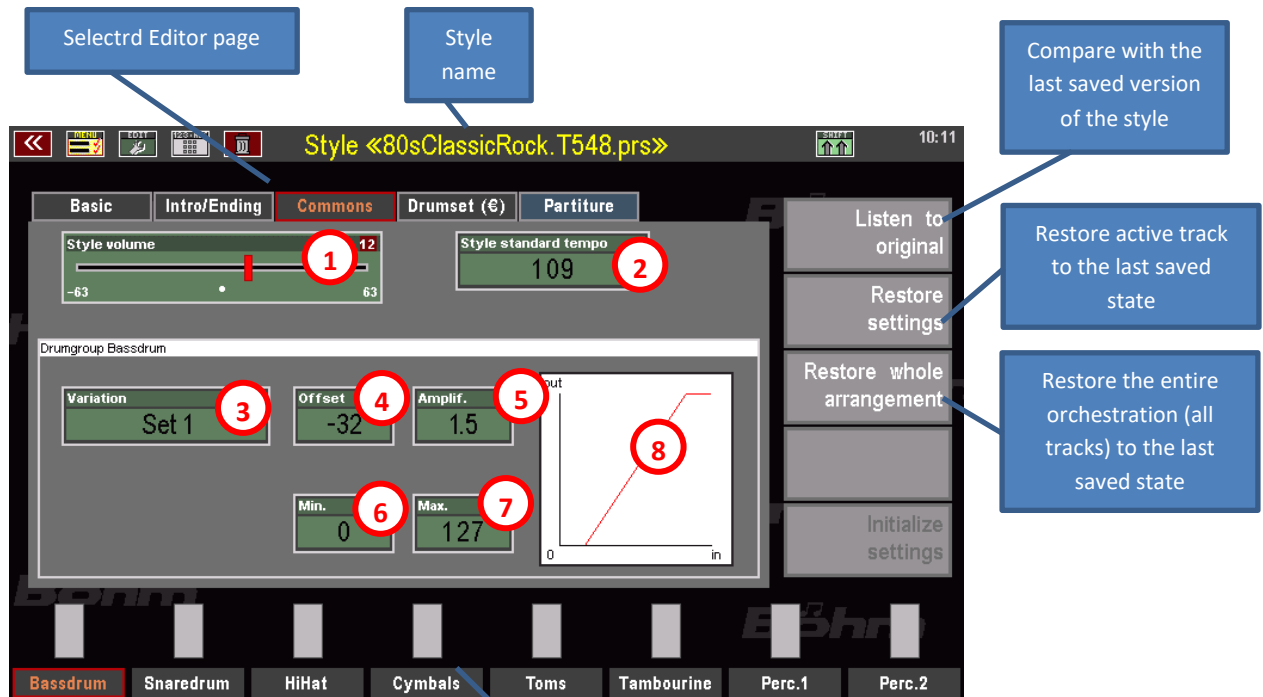 Selectrd Editor page
Style
name
Compare with the
last saved version
of the style
MENU
EDIT
Style «80sClassicRock.T548.prs»
SHIFT
10:11
Basic
Intro/Ending
Commons
Drumset (€)
Partiture
Listen to
original
Style volume
12
-63
63
1
Style standard tempo
109
2
Restore active track
to the last saved
state
Restore
settings
Drumgroup Bassdrum
Restore whole
arrangement
Restore the entire
orchestration (all
tracks) to the last
saved state
Variation
Set 1
3
Offset
-32
4
Amplif.
1.5
5
out
8
0
in
Min.
0
6
Max.
127
7
Initialize
settings
Böhm
Böhm
Bassdrum
Snaredrum
HiHat
Cymbals
Toms
Tambourine
Perc.1
Perc.2